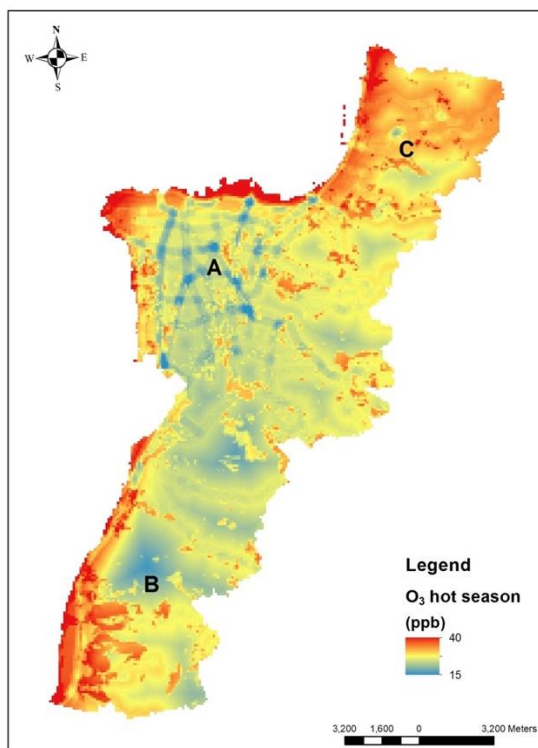 N
W E
S
C
A
B
Legend
O₃ hot season
(ppb)
40
15
3,200 1,600 0 3,200 Meters